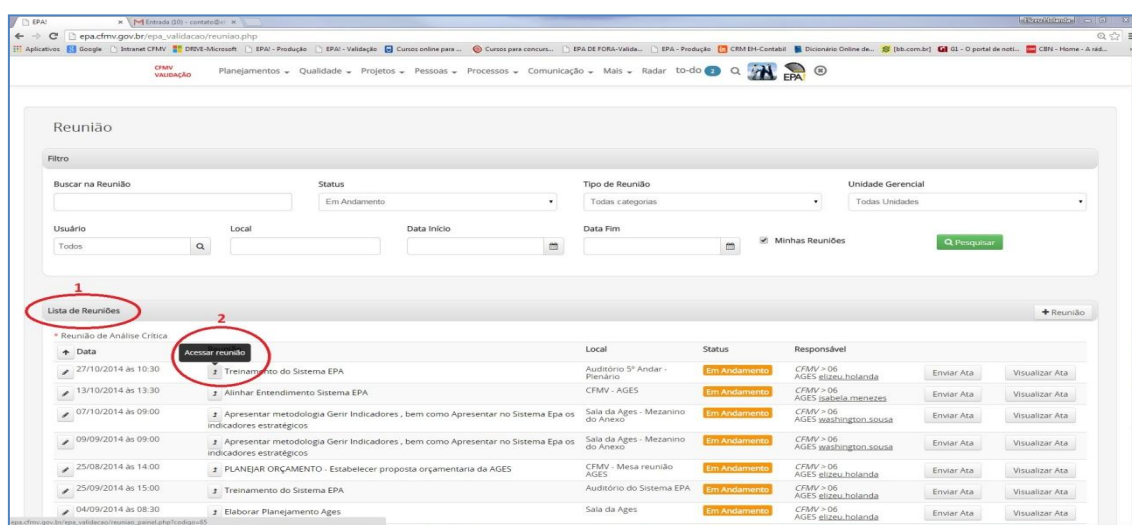 EPA!
Entrada (10) - contato@
epa.cfmv.gov.br/epa_validacao/reuniao.php
Aplicativos Google Intranet CFMV DRIVE-Microsoft EPA! - Produção EPA! - Validação Cursos online para ... Cursos para concurs... EPA DE FORA-Valida... EPA - Produção CRM EH-Contabil Dicionário Online de... [bb.com.br] G1 - O portal de notí... CBN - Home - A rád...
CFMV VALIDAÇÃO Planejamentos Qualidade Projetos Pessoas Processos Comunicação Mais Radar to-do 2 EPA!
Reunião
Filtro
Buscar na Reunião Status Tipo de Reunião Unidade Gerencial
Em Andamento Todas categorias Todas Unidades
Usuário Local Data Início Data Fim
Todos Minhas Reuniões Pesquisar
1
Lista de Reuniões + Reunião
2
* Reunião de Análise Crítica
Acessar reunião
Data Local Status Responsável
27/10/2014 às 10:30 Treinamento do Sistema EPA Auditório 5º Andar - Plenário Em Andamento CFMV > 06 AGES elizeu.holanda Enviar Ata Visualizar Ata
13/10/2014 às 13:30 Alinhar Entendimento Sistema EPA CFMV - AGES Em Andamento CFMV > 06 AGES isabela.menezes Enviar Ata Visualizar Ata
07/10/2014 às 09:00 Apresentar metodologia Gerir Indicadores , bem como Apresentar no Sistema Epa os indicadores estratégicos Sala da Ages - Mezanino do Anexo Em Andamento CFMV > 06 AGES washington.sousa Enviar Ata Visualizar Ata
09/09/2014 às 09:00 Apresentar metodologia Gerir Indicadores , bem como Apresentar no Sistema Epa os indicadores estratégicos Sala da Ages - Mezanino do Anexo Em Andamento CFMV > 06 AGES washington.sousa Enviar Ata Visualizar Ata
25/08/2014 às 14:00 PLANEJAR ORÇAMENTO - Estabelecer proposta orçamentaria da AGES CFMV - Mesa reunião AGES Em Andamento CFMV > 06 AGES elizeu.holanda Enviar Ata Visualizar Ata
25/09/2014 às 15:00 Treinamento do Sistema EPA Auditório do Sistema EPA Em Andamento CFMV > 06 AGES elizeu.holanda Enviar Ata Visualizar Ata
04/09/2014 às 08:30 Elaborar Planejamento Ages Sala da Ages Em Andamento CFMV > 06 AGES elizeu.holanda Enviar Ata Visualizar Ata
epa.cfmv.gov.br/epa_validacao/reuniao_painel.php?codigo=65